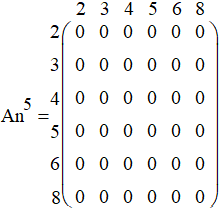 2 3 4 5 6 8
2 0 0 0 0 0 0
3 0 0 0 0 0 0
4 0 0 0 0 0 0
An⁵ =
5 0 0 0 0 0 0
6 0 0 0 0 0 0
8 0 0 0 0 0 0